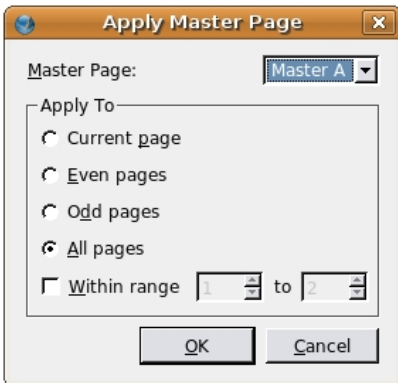 Apply Master Page
Master Page: Master A
Apply To
Current page
Even pages
Odd pages
All pages
Within range 1 to 2
OK Cancel